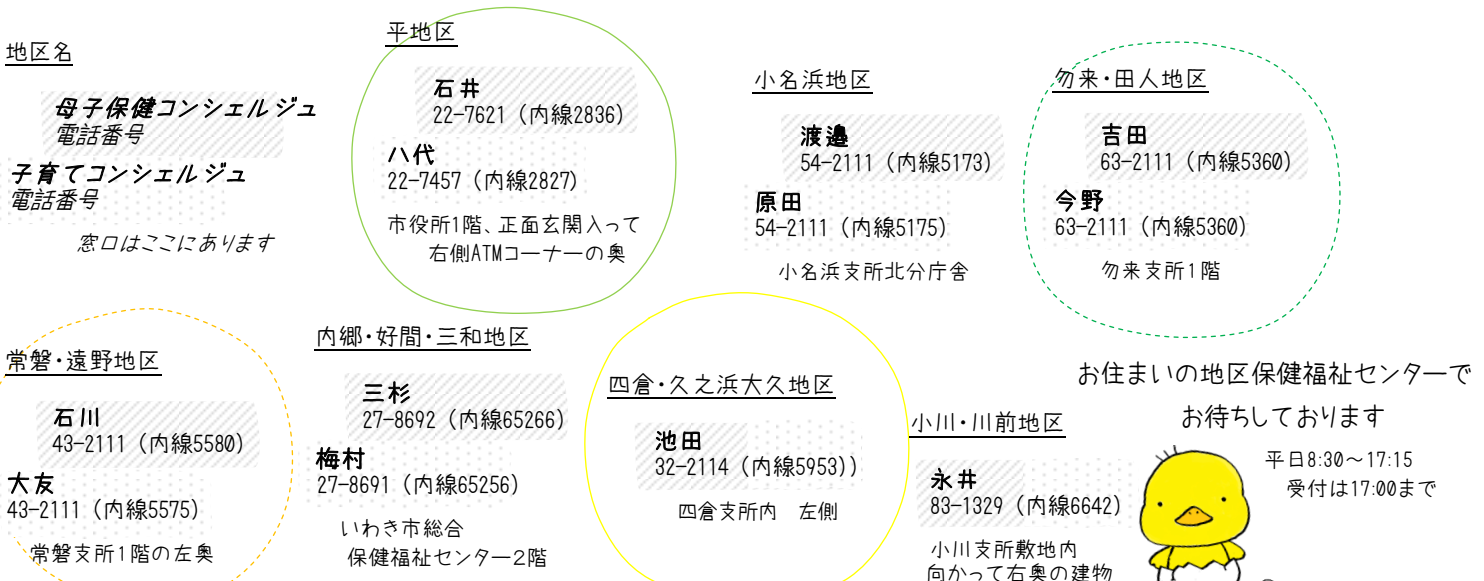 地区名
母子保健コンシェルジュ
電話番号
子育てコンシェルジュ
電話番号
窓口はここにあります
平地区
石井
22-7621（内線2836）
八代
22-7457（内線2827）
市役所1階、正面玄関入って
右側ATMコーナーの奥
小名浜地区
渡邉
54-2111（内線5173）
原田
54-2111（内線5175）
小名浜支所北分庁舎
勿来・田人地区
吉田
63-2111（内線5360）
今野
63-2111（内線5360）
勿来支所1階
常磐・遠野地区
石川
43-2111（内線5580）
大友
43-2111（内線5575）
常磐支所1階の左奥
内郷・好間・三和地区
三杉
27-8692（内線65266）
梅村
27-8691（内線65256）
いわき市総合
保健福祉センター2階
四倉・久之浜大久地区
池田
32-2114（内線5953））
四倉支所内　左側
小川・川前地区
永井
83-1329（内線6642）
小川支所敷地内
向かって右奥の建物
お住まいの地区保健福祉センターで
お待ちしております
平日8:30～17:15
受付は17:00まで